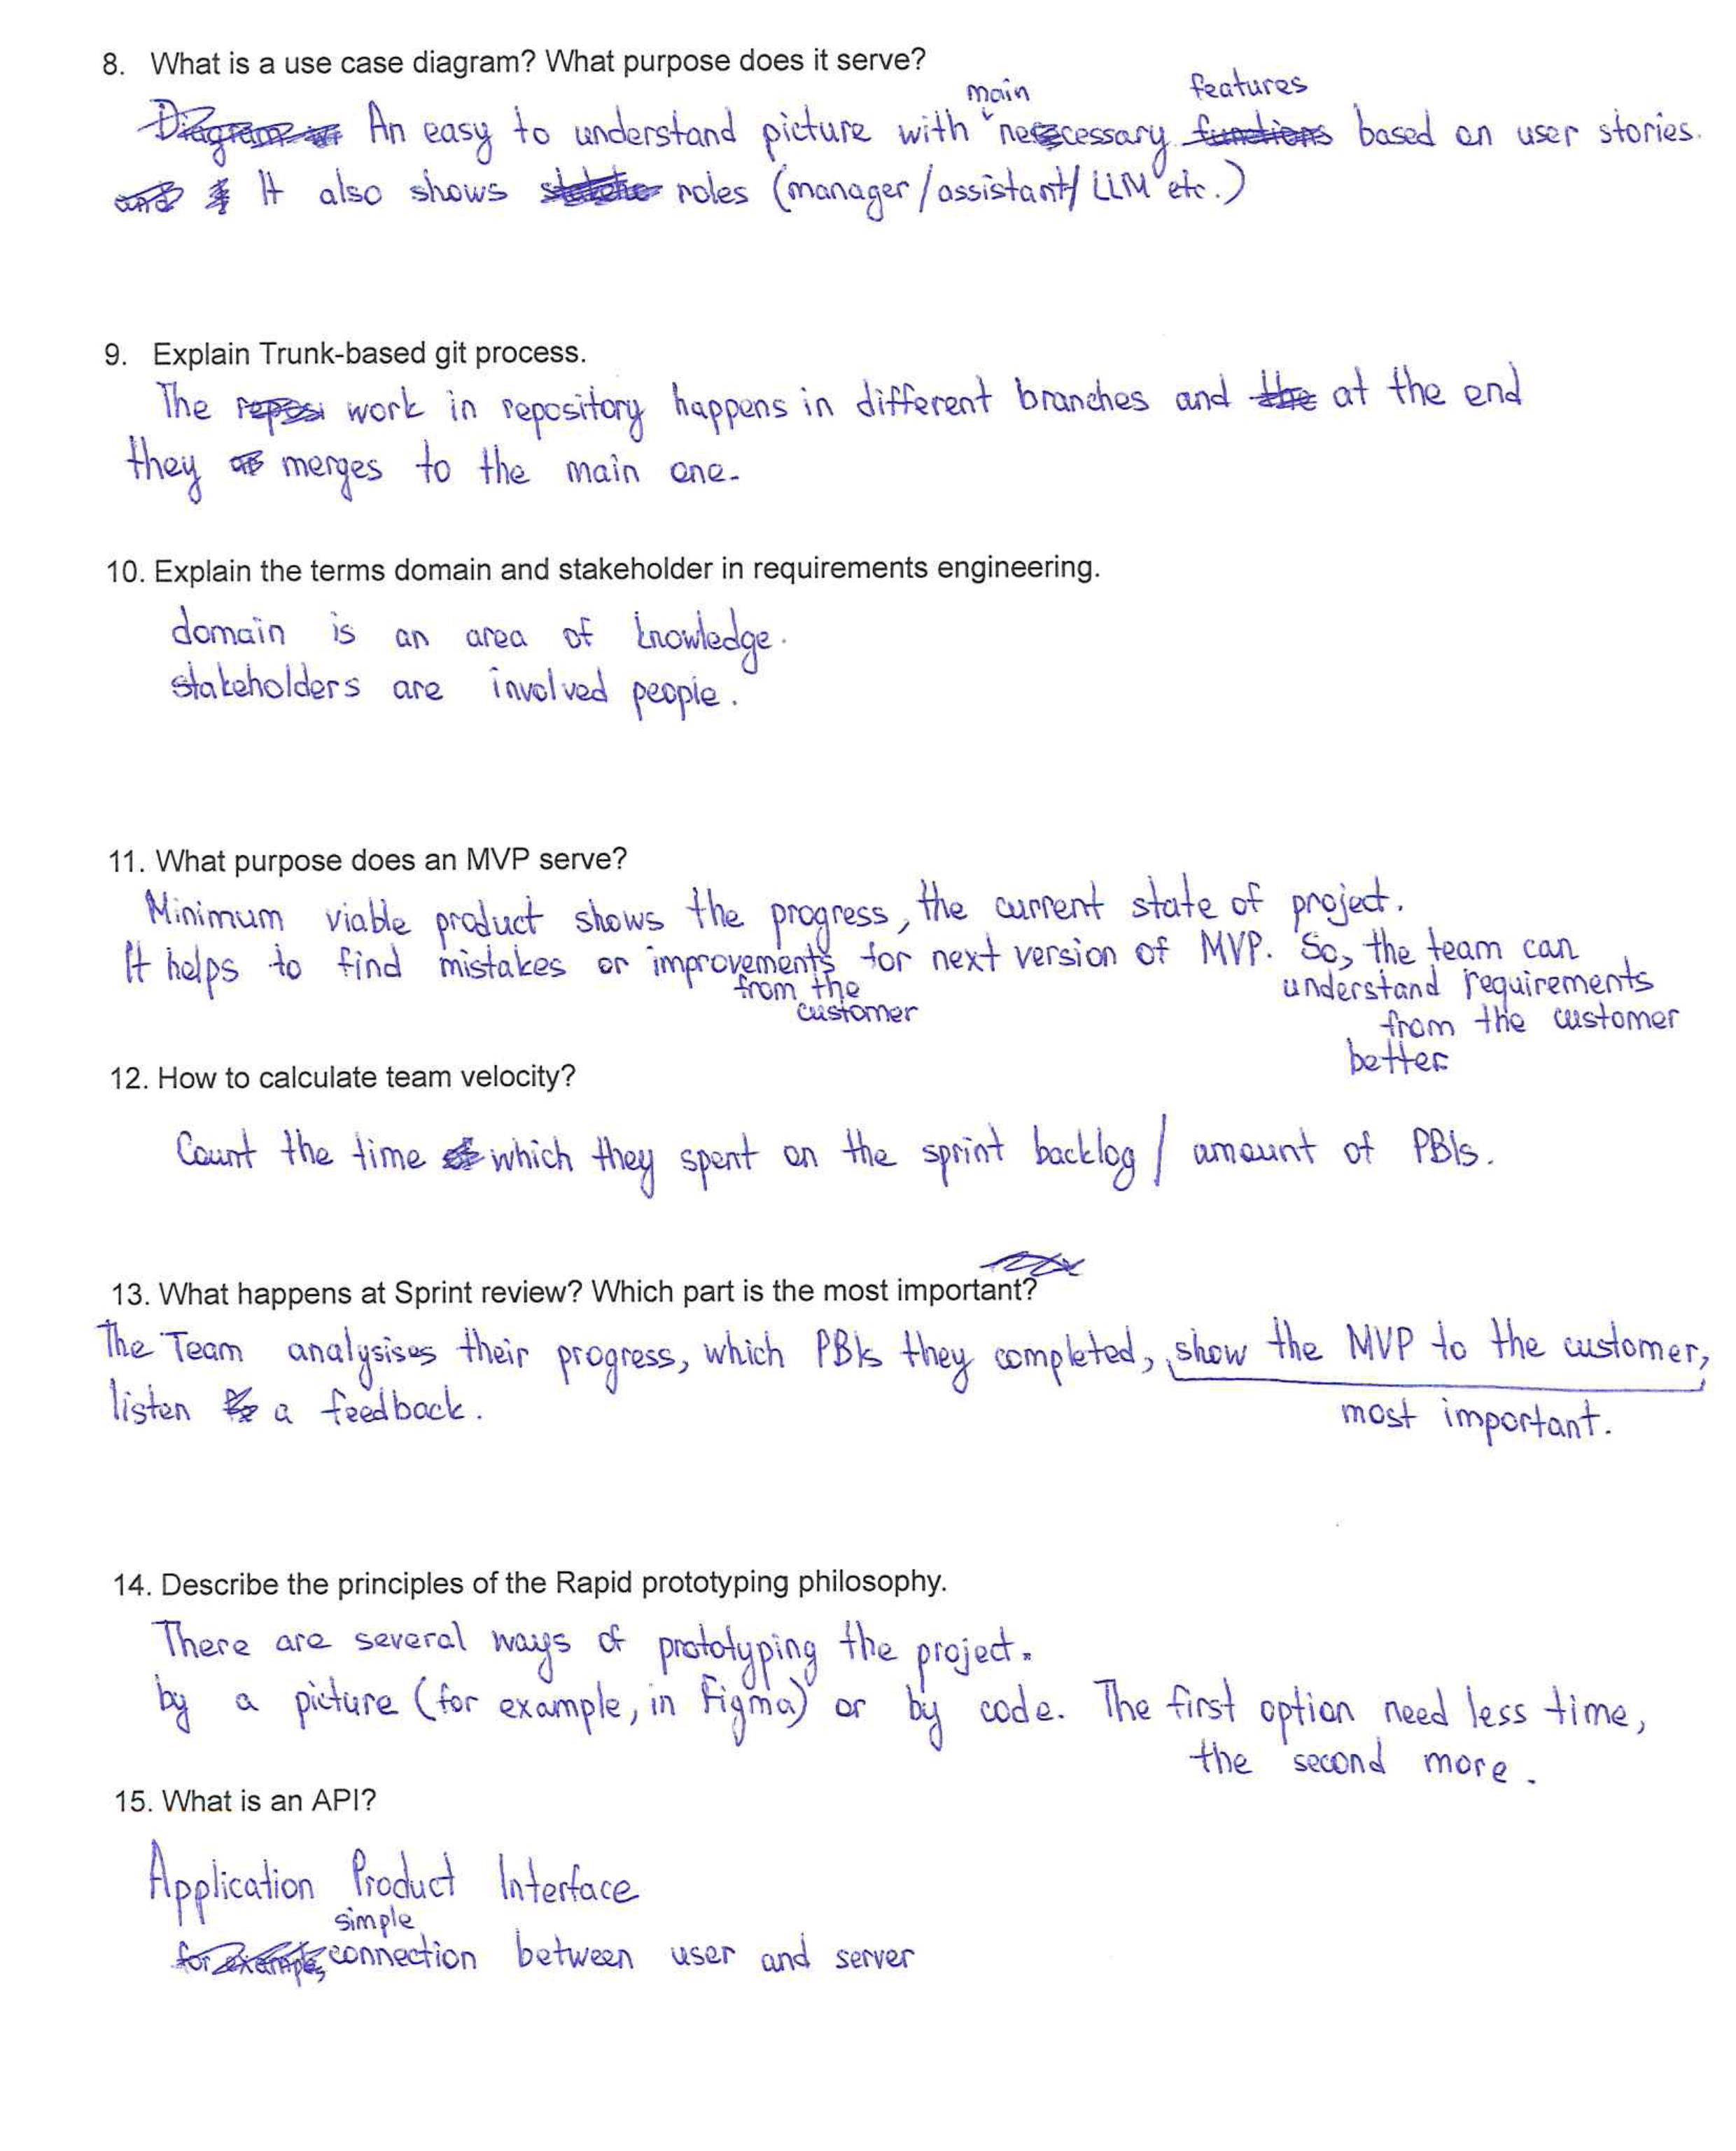 8. What is a use case diagram? What purpose does it serve?
main features
An easy to understand picture with necessary functions based on user stories.
It also shows roles (manager/assistant/LLM etc.)
9. Explain Trunk-based git process.
The work in repository happens in different branches and the at the end
they merges to the main one.
10. Explain the terms domain and stakeholder in requirements engineering.
domain is an area of knowledge.
stakeholders are involved people.
11. What purpose does an MVP serve?
Minimum viable product shows the progress, the current state of project.
It helps to find mistakes or improvements for next version of MVP. So, the team can
from the customer
understand requirements
from the customer
better
12. How to calculate team velocity?
Count the time which they spent on the sprint backlog / amount of PBIs.
13. What happens at Sprint review? Which part is the most important?
The Team analysises their progress, which PBIs they completed, show the MVP to the customer,
listen a feedback.
most important.
14. Describe the principles of the Rapid prototyping philosophy.
There are several ways of prototyping the project.
by a picture (for example, in Figma) or by code. The first option need less time,
the second more.
15. What is an API?
Application Product Interface
simple
for example, connection between user and server